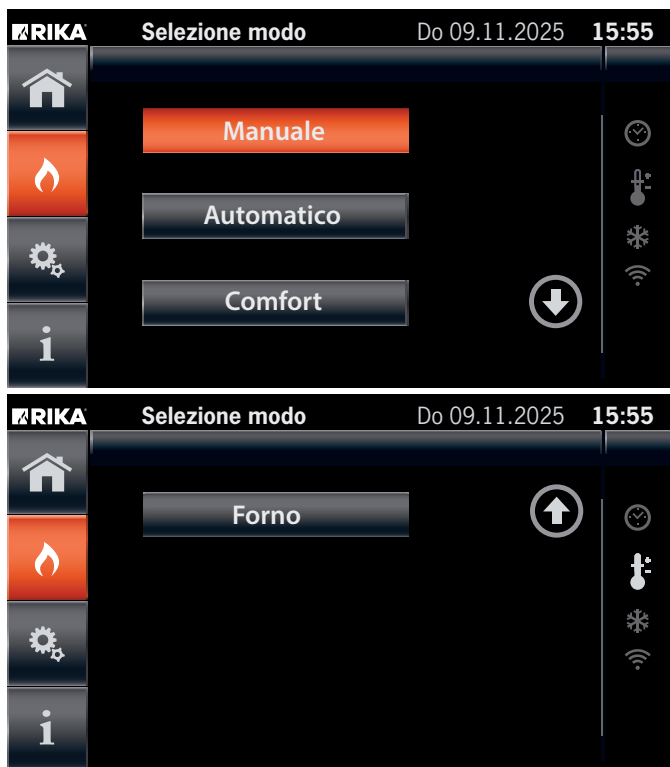 RIKA Selezione modo Do 09.11.2025 15:55
Manuale
Automatico
Comfort
i
RIKA Selezione modo Do 09.11.2025 15:55
Forno
i